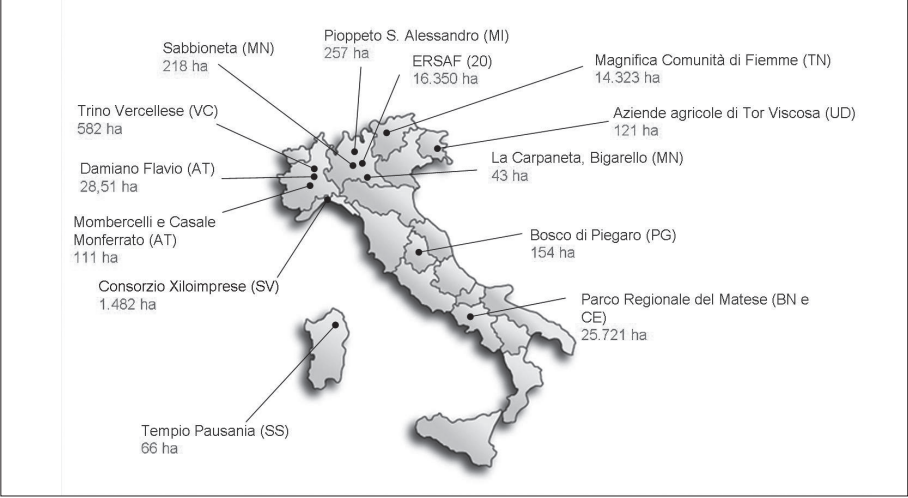 Pioppeto S. Alessandro (MI)
257 ha
Sabbioneta (MN)
218 ha
ERSAF (20)
16.350 ha
Magnifica Comunità di Fiemme (TN)
14.323 ha
Trino Vercellese (VC)
582 ha
Aziende agricole di Tor Viscosa (UD)
121 ha
Damiano Flavio (AT)
28,51 ha
La Carpaneta, Bigarello (MN)
43 ha
Mombercelli e Casale
Monferrato (AT)
111 ha
Bosco di Piegaro (PG)
154 ha
Consorzio Xiloimprese (SV)
1.482 ha
Parco Regionale del Matese (BN e
CE)
25.721 ha
Tempio Pausania (SS)
66 ha